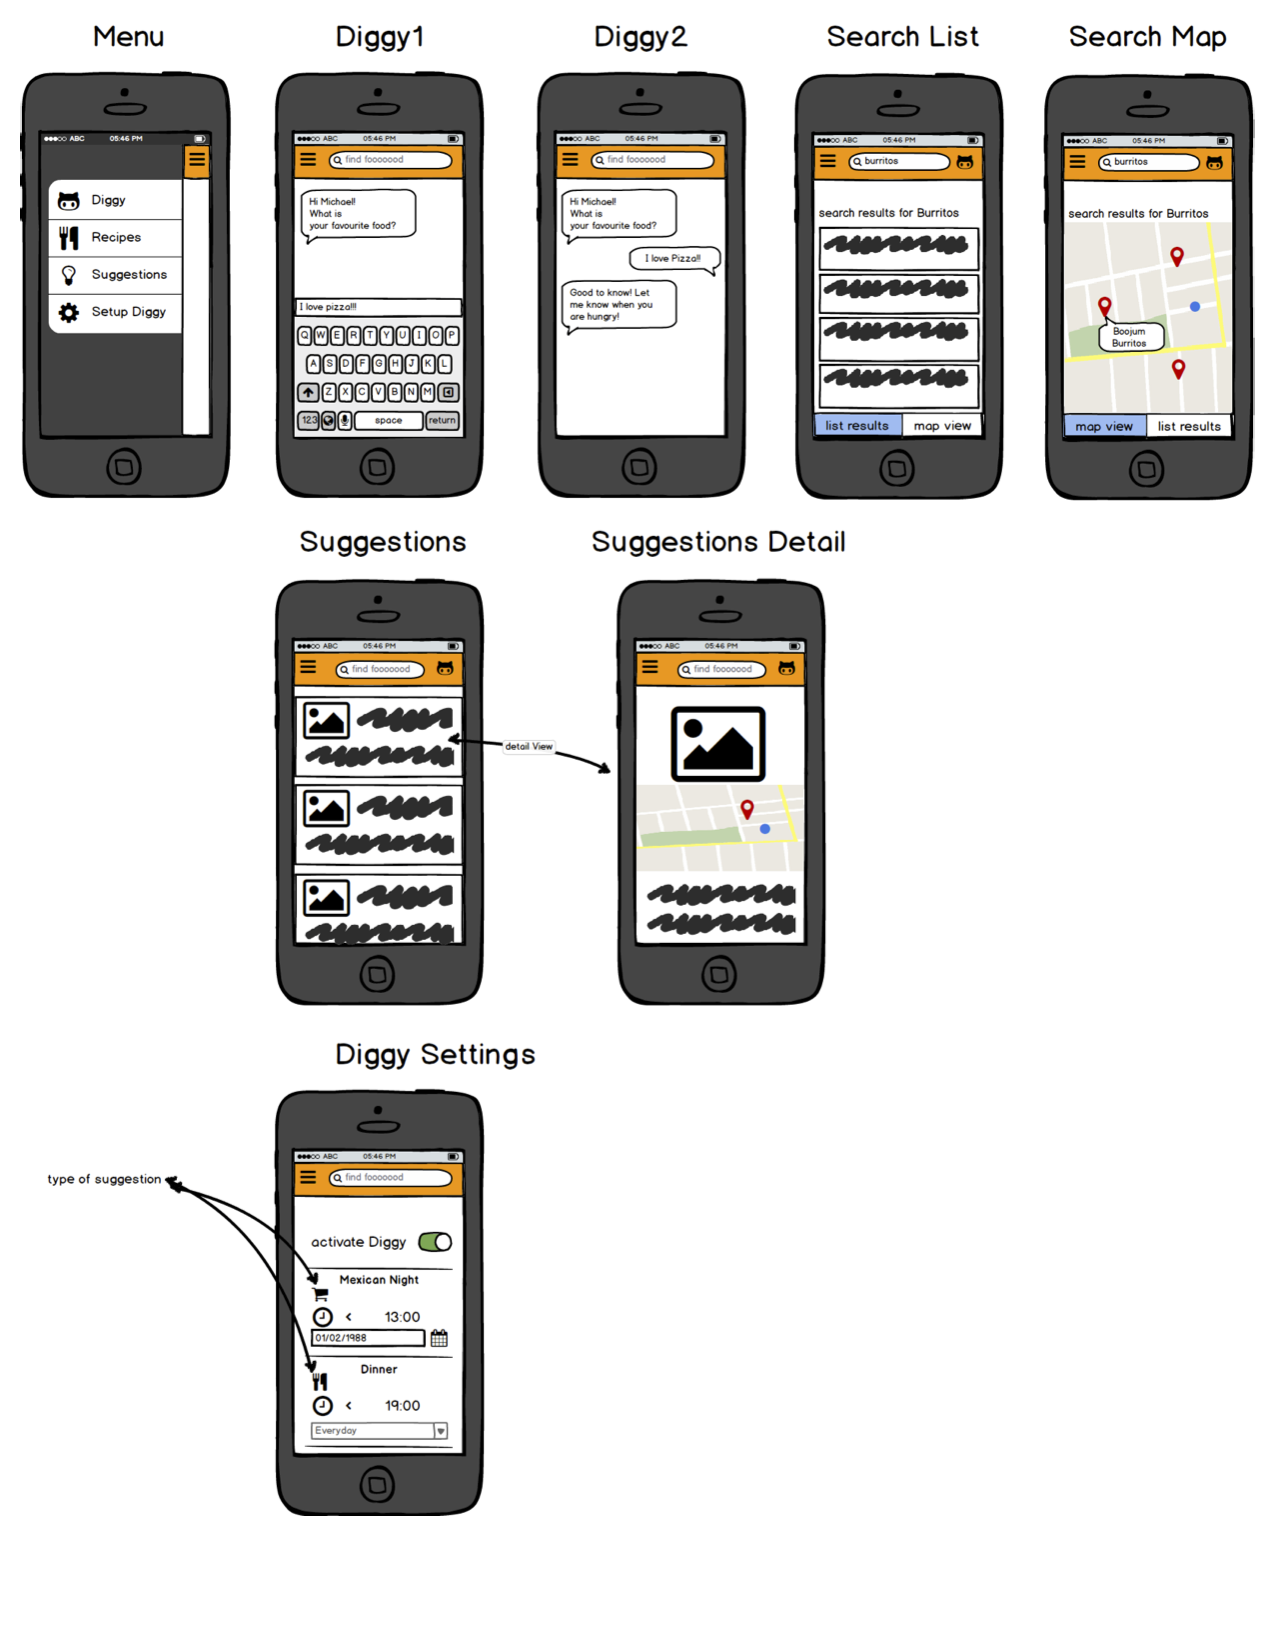 Menu
Diggy1
Diggy2
Search List
Search Map
ABC 05:46 PM
Diggy
Recipes
Suggestions
Setup Diggy
ABC 05:46 PM
find fooooood
Hi Michael!
What is
your favourite food?
I love pizza!!!
Q W E R T Y U I O P
A S D F G H J K L
Z X C V B N M
123 space return
ABC 05:46 PM
find fooooood
Hi Michael!
What is
your favourite food?
I love Pizza!!
Good to know! Let
me know when you
are hungry!
ABC 05:46 PM
burritos
search results for Burritos
list results map view
ABC 05:46 PM
burritos
search results for Burritos
Boojum
Burritos
map view list results
Suggestions
Suggestions Detail
ABC 05:46 PM
find fooooood
detail View
ABC 05:46 PM
find fooooood
Diggy Settings
type of suggestion
ABC 05:46 PM
find fooooood
activate Diggy
Mexican Night
< 13:00
01/02/1988
Dinner
< 19:00
Everyday